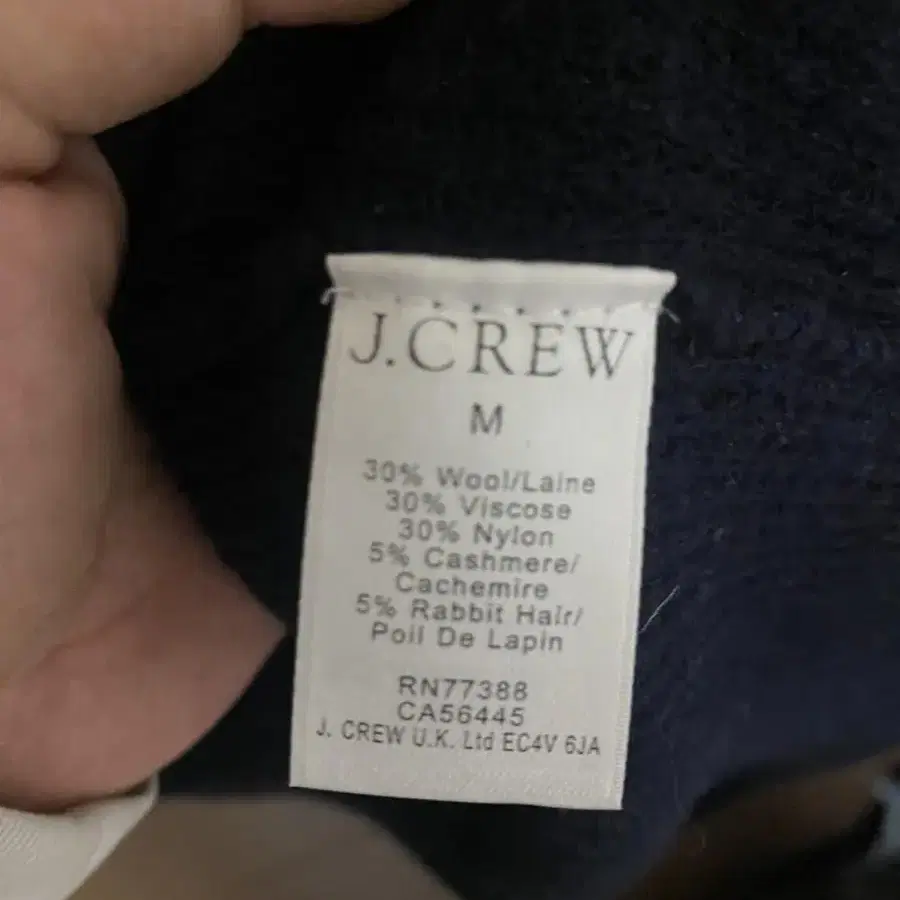 J.CREW
M
30% Wool/Laine
30% Viscose
30% Nylon
5% Cashmere/
Cachemire
5% Rabbit Hair/
Poil De Lapin
RN77388
CA56445
J. CREW U.K. Ltd EC4V 6JA